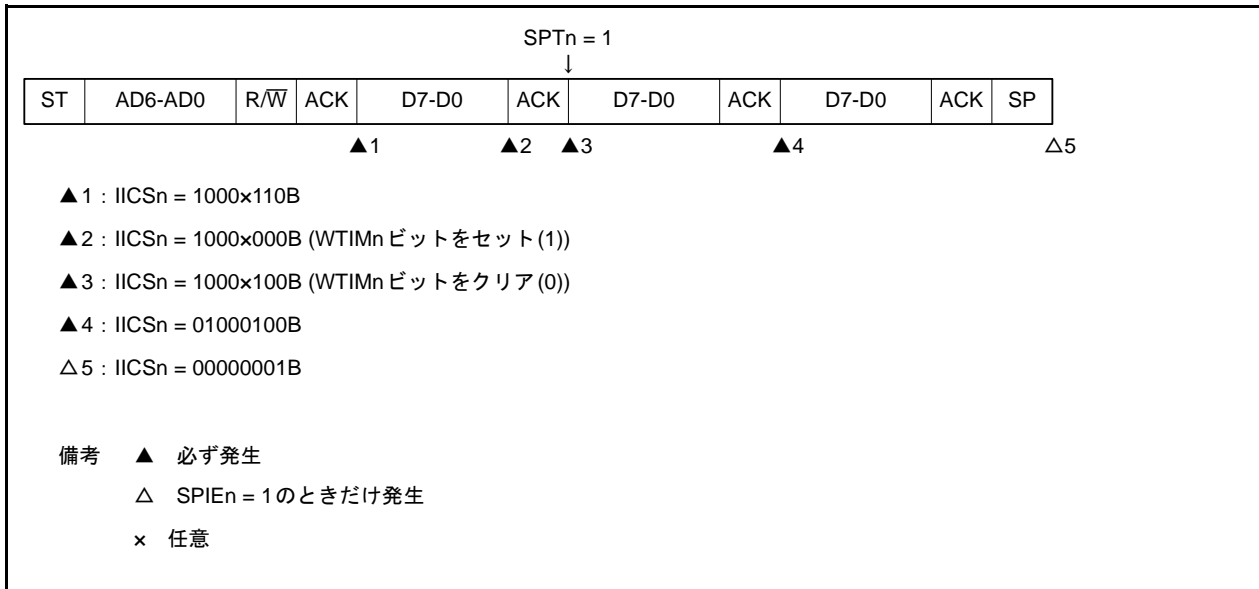 SPTn = 1
↓
ST AD6-AD0 R/W̅ ACK D7-D0 ACK D7-D0 ACK D7-D0 ACK SP
▲1 ▲2 ▲3 ▲4 △5
▲1：IICSn = 1000×110B
▲2：IICSn = 1000×000B (WTIMnビットをセット(1))
▲3：IICSn = 1000×100B (WTIMnビットをクリア(0))
▲4：IICSn = 01000100B
△5：IICSn = 00000001B
備考 ▲ 必ず発生
△ SPIEn = 1のときだけ発生
× 任意